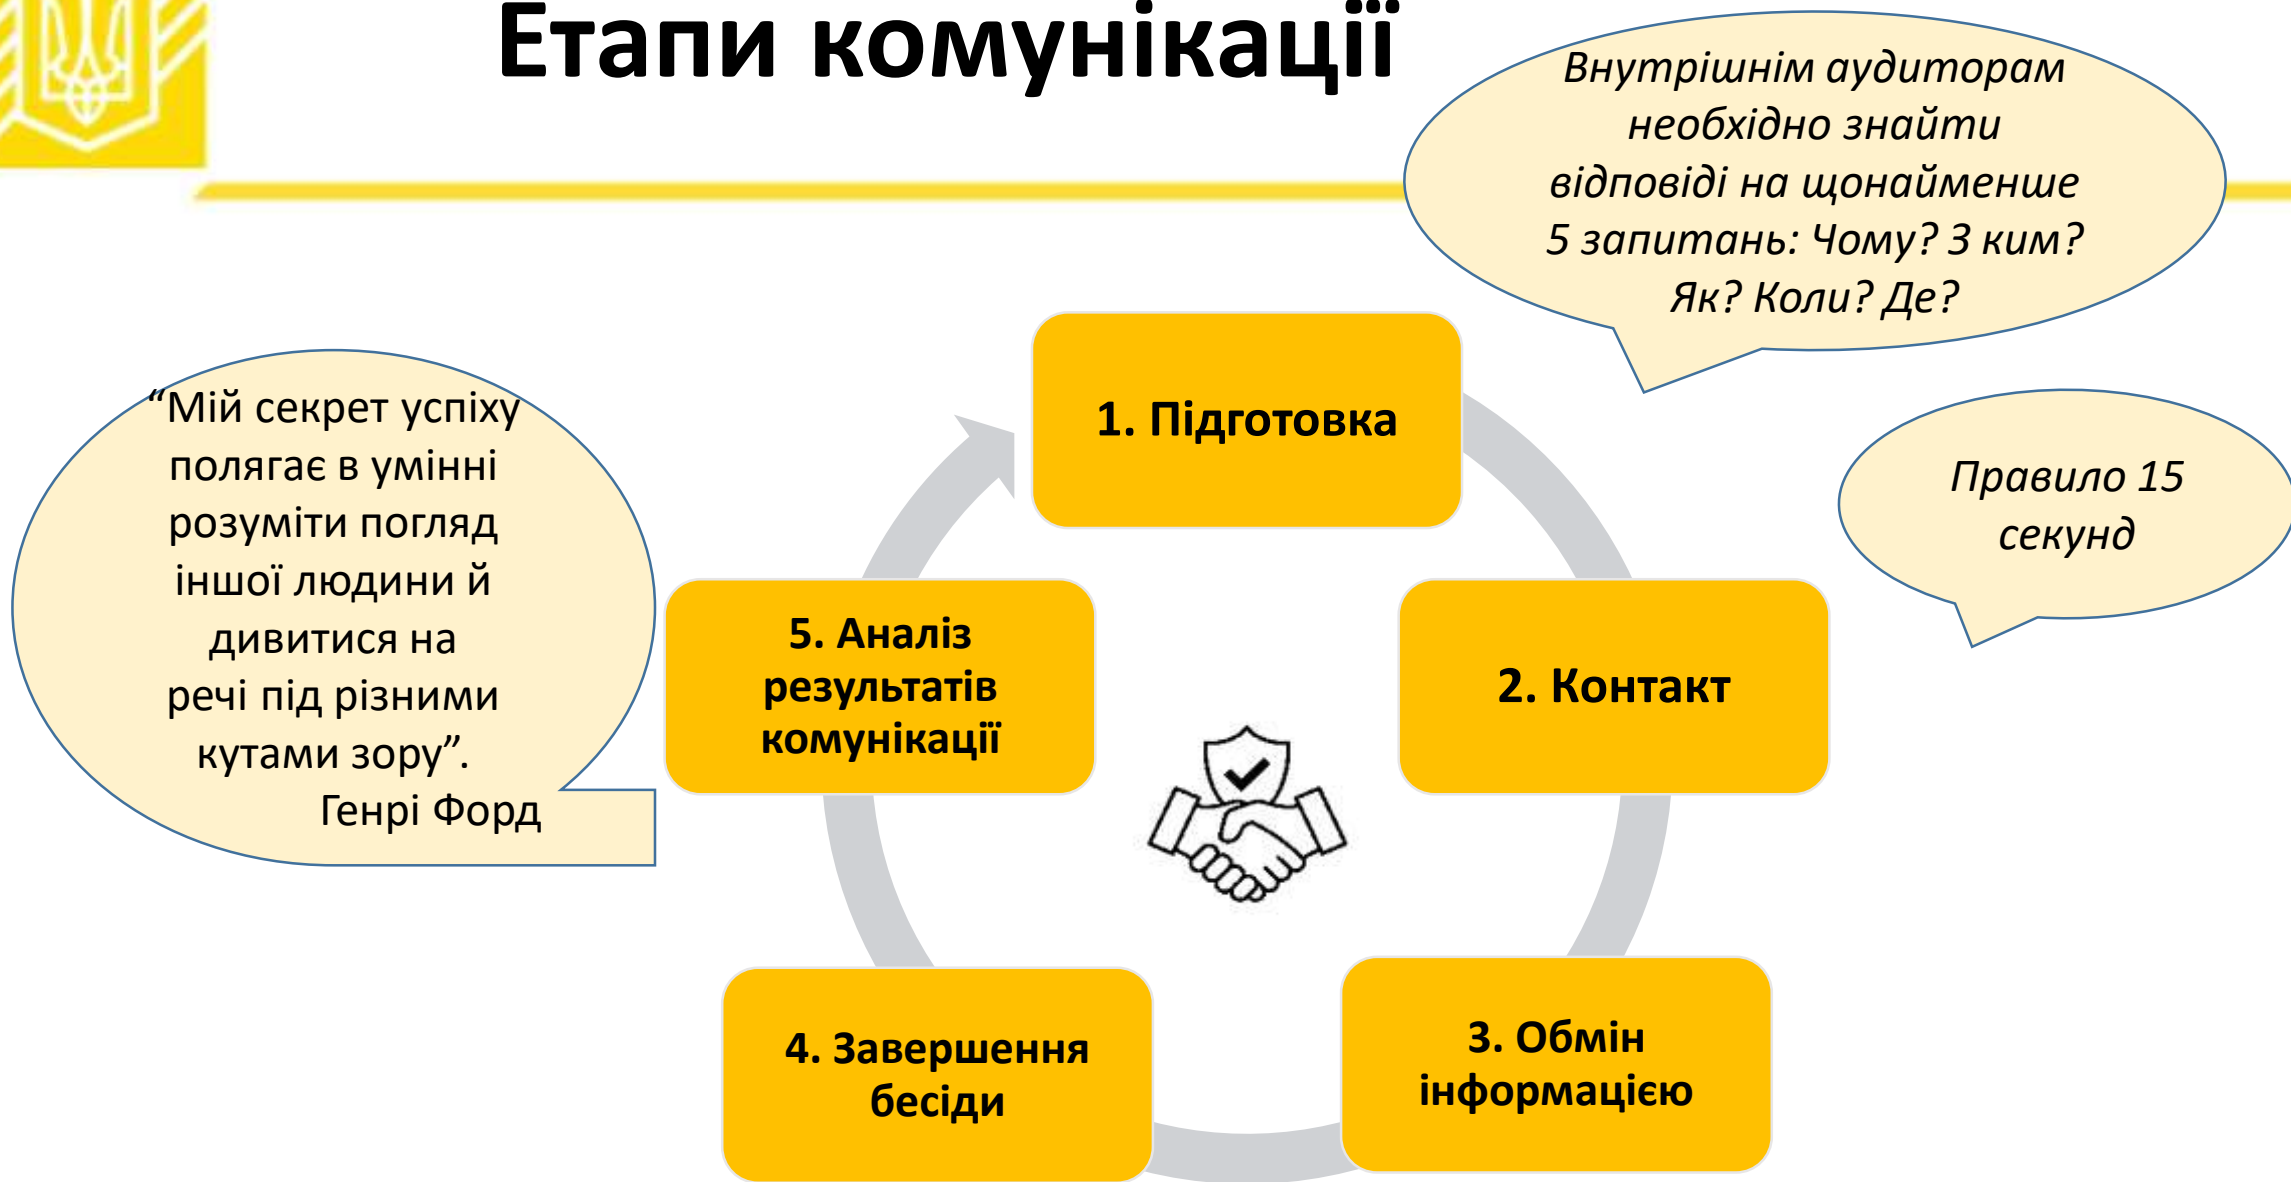 Етапи комунікації
Внутрішнім аудиторам
необхідно знайти
відповіді на щонайменше
5 запитань: Чому? З ким?
Як? Коли? Де?
1. Підготовка
Правило 15
секунд
“Мій секрет успіху
полягає в умінні
розуміти погляд
іншої людини й
дивитися на
речі під різними
кутами зору”.
Генрі Форд
2. Контакт
3. Обмін
інформацією
4. Завершення
бесіди
5. Аналіз
результатів
комунікації